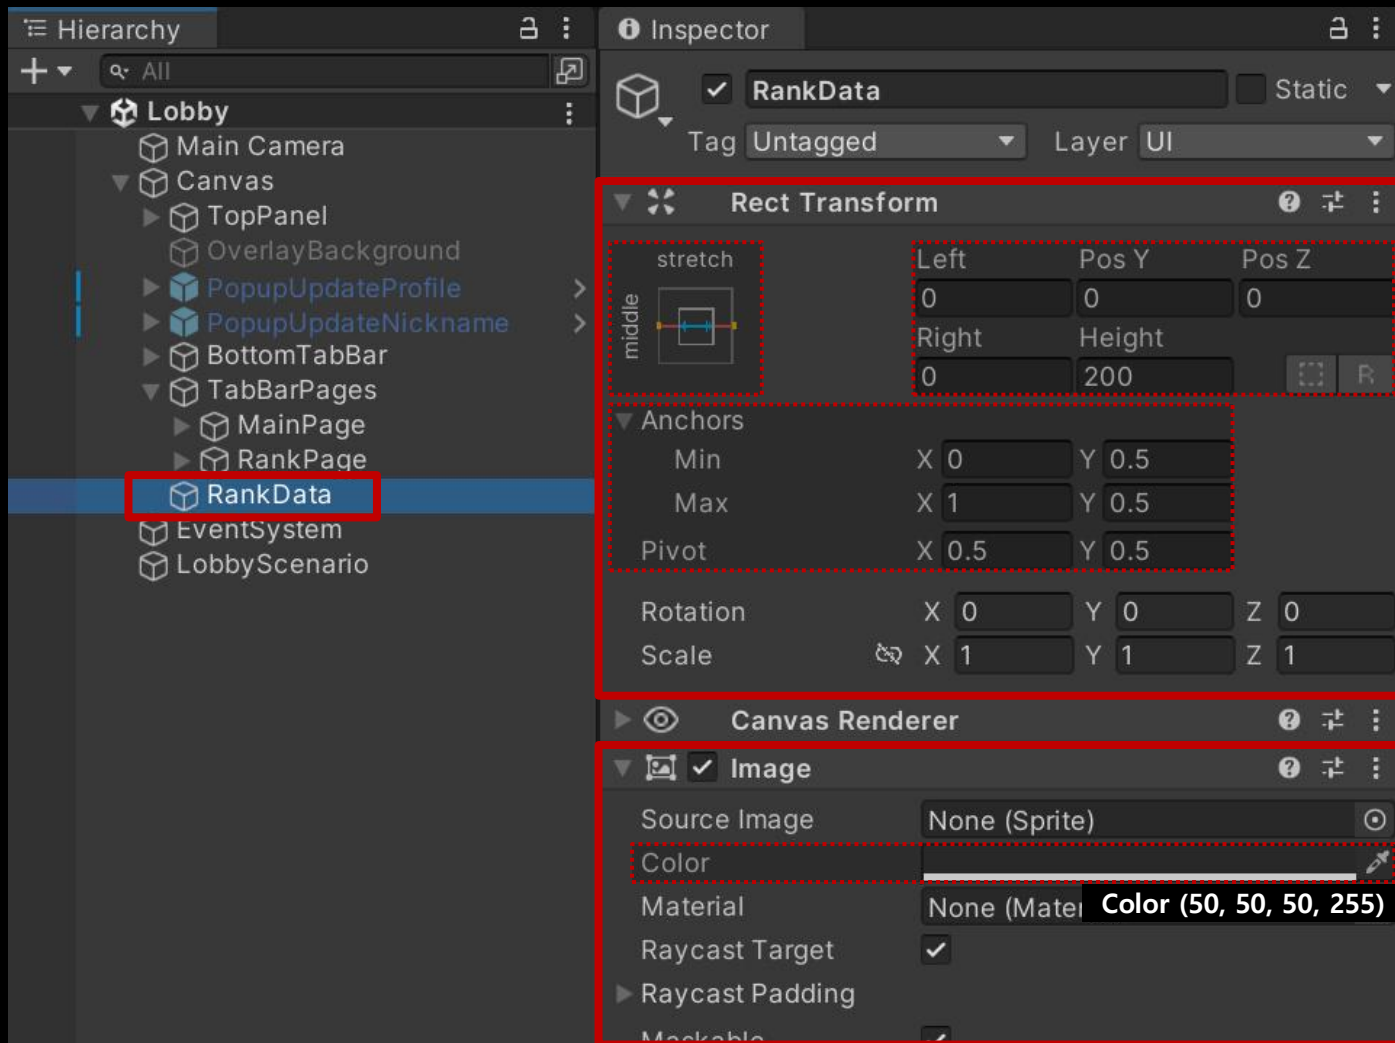 Hierarchy
All
Lobby
Main Camera
Canvas
TopPanel
OverlayBackground
PopupUpdateProfile
PopupUpdateNickname
BottomTabBar
TabBarPages
MainPage
RankPage
RankData
EventSystem
LobbyScenario
Inspector
RankData Static
Tag Untagged Layer UI
Rect Transform
stretch
middle
Left Pos Y Pos Z
0 0 0
Right Height
0 200 R
Anchors
Min X 0 Y 0.5
Max X 1 Y 0.5
Pivot X 0.5 Y 0.5
Rotation X 0 Y 0 Z 0
Scale X 1 Y 1 Z 1
Canvas Renderer
Image
Source Image None (Sprite)
Color
Material None (Mater
Color (50, 50, 50, 255)
Raycast Target
Raycast Padding
Maskable